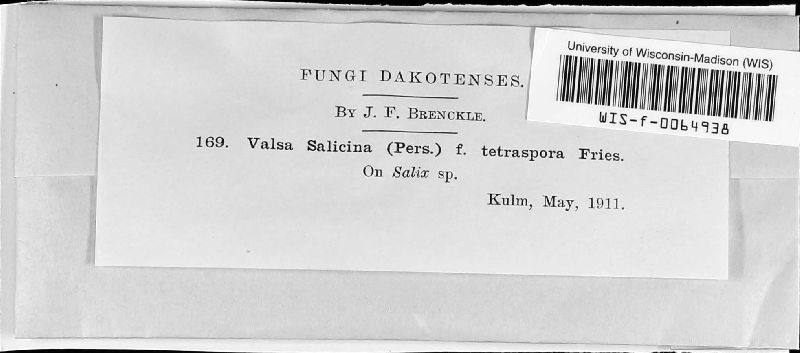 FUNGI DAKOTENSES.
BY J. F. BRENCKLE.
169. Valsa Salicina (Pers.) f. tetraspora Fries.
On Salix sp.
Kulm, May, 1911.
University of Wisconsin-Madison (WIS)
WIS-f-0064938